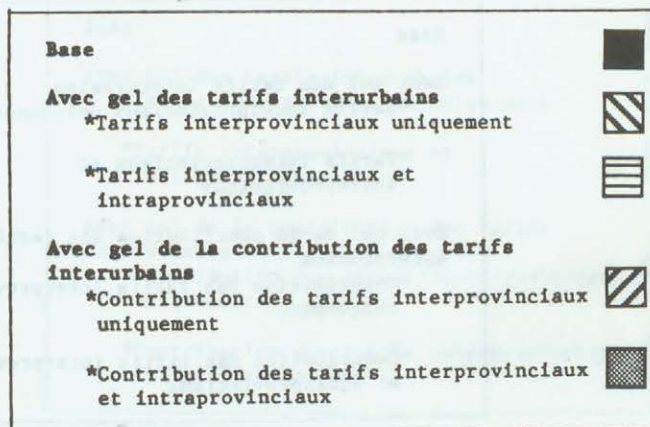 Base
Avec gel des tarifs interurbains
*Tarifs interprovinciaux uniquement
*Tarifs interprovinciaux et
intraprovinciaux
Avec gel de la contribution des tarifs
interurbains
*Contribution des tarifs interprovinciaux
uniquement
*Contribution des tarifs interprovinciaux
et intraprovinciaux